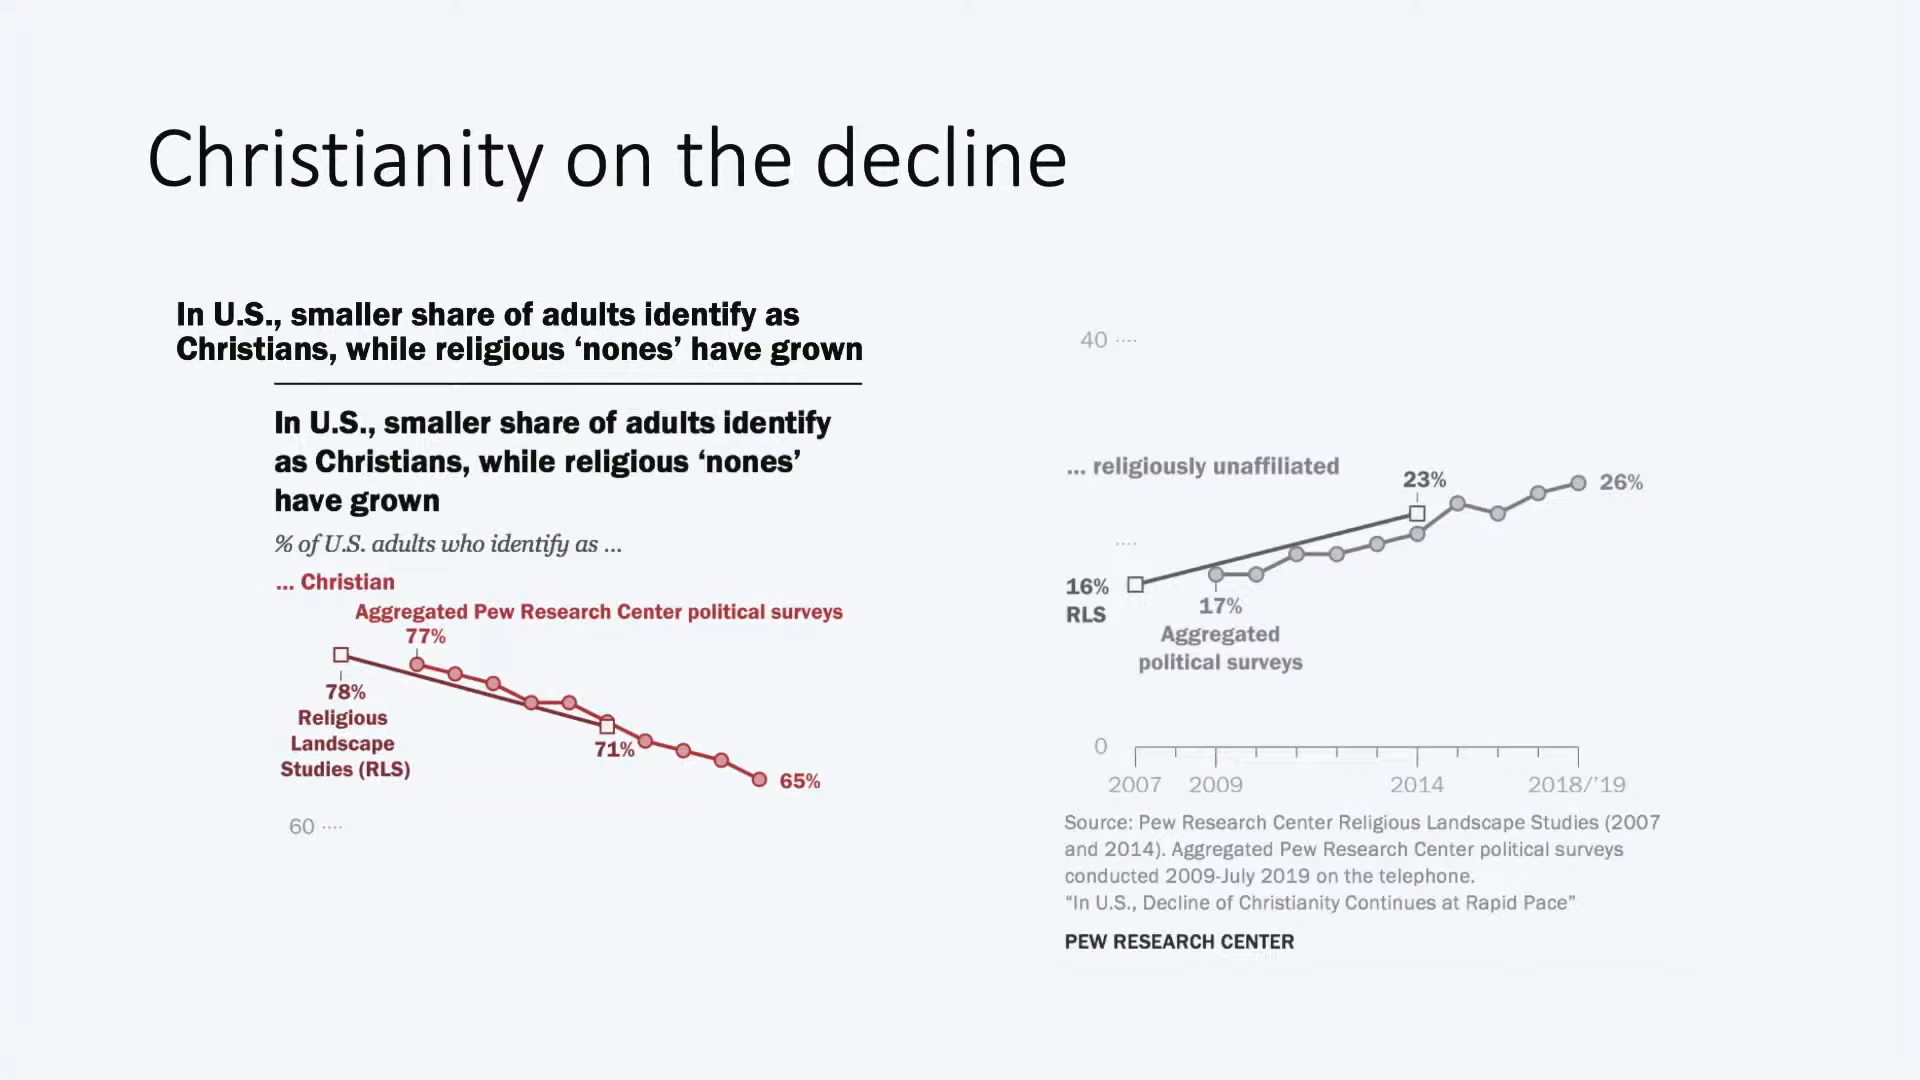 Christianity on the decline
In U.S., smaller share of adults identify as
Christians, while religious ‘nones’ have grown
In U.S., smaller share of adults identify
as Christians, while religious ‘nones’
have grown
% of U.S. adults who identify as ...
... Christian
Aggregated Pew Research Center political surveys
77%
78%
Religious
Landscape
Studies (RLS)
71%
65%
60
40
... religiously unaffiliated
23%
26%
16%
RLS
17%
Aggregated
political surveys
0
2007 2009 2014 2018/’19
Source: Pew Research Center Religious Landscape Studies (2007
and 2014). Aggregated Pew Research Center political surveys
conducted 2009-July 2019 on the telephone.
“In U.S., Decline of Christianity Continues at Rapid Pace”
PEW RESEARCH CENTER